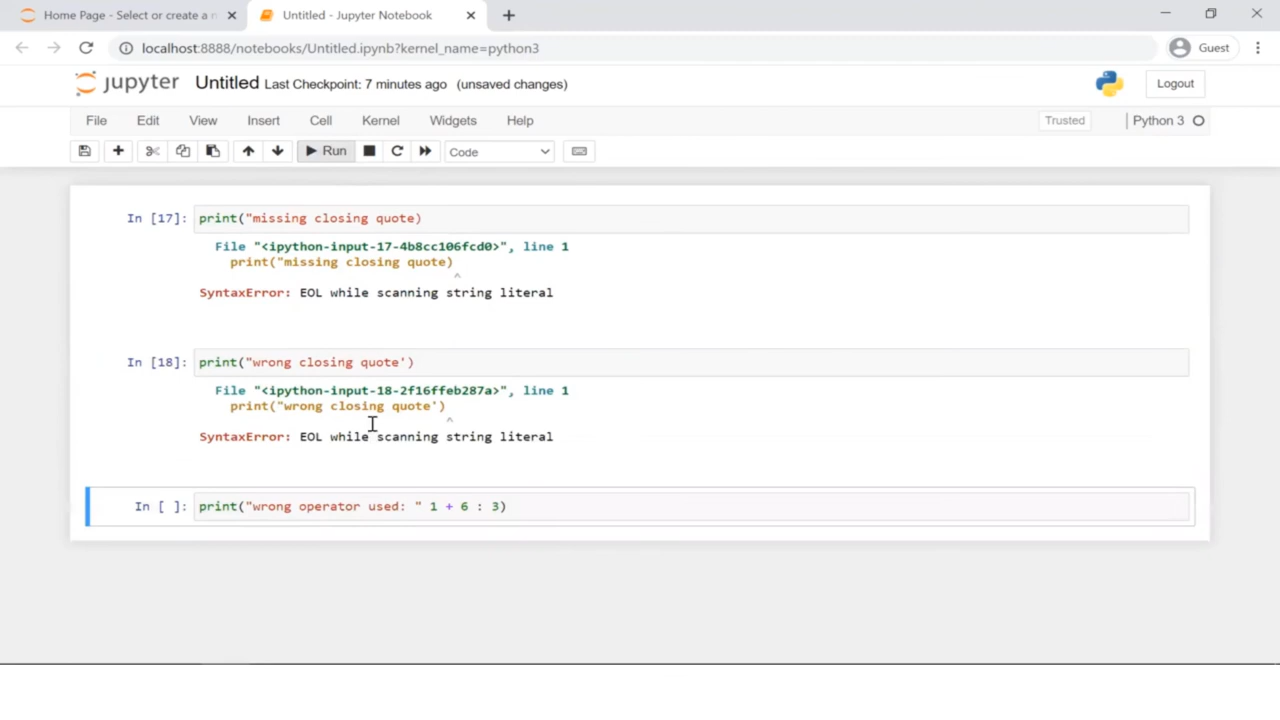 Home Page - Select or create a n
Untitled - Jupyter Notebook
localhost:8888/notebooks/Untitled.ipynb?kernel_name=python3
Guest
jupyter Untitled Last Checkpoint: 7 minutes ago (unsaved changes)
Logout
File Edit View Insert Cell Kernel Widgets Help
Trusted
Python 3
Run
Code
In [17]: print("missing closing quote)
File "<ipython-input-17-4b8cc106fcd0>", line 1
print("missing closing quote)
^
SyntaxError: EOL while scanning string literal
In [18]: print("wrong closing quote')
File "<ipython-input-18-2f16ffeb287a>", line 1
print("wrong closing quote')
^
SyntaxError: EOL while scanning string literal
In [ ]: print("wrong operator used: " 1 + 6 : 3)